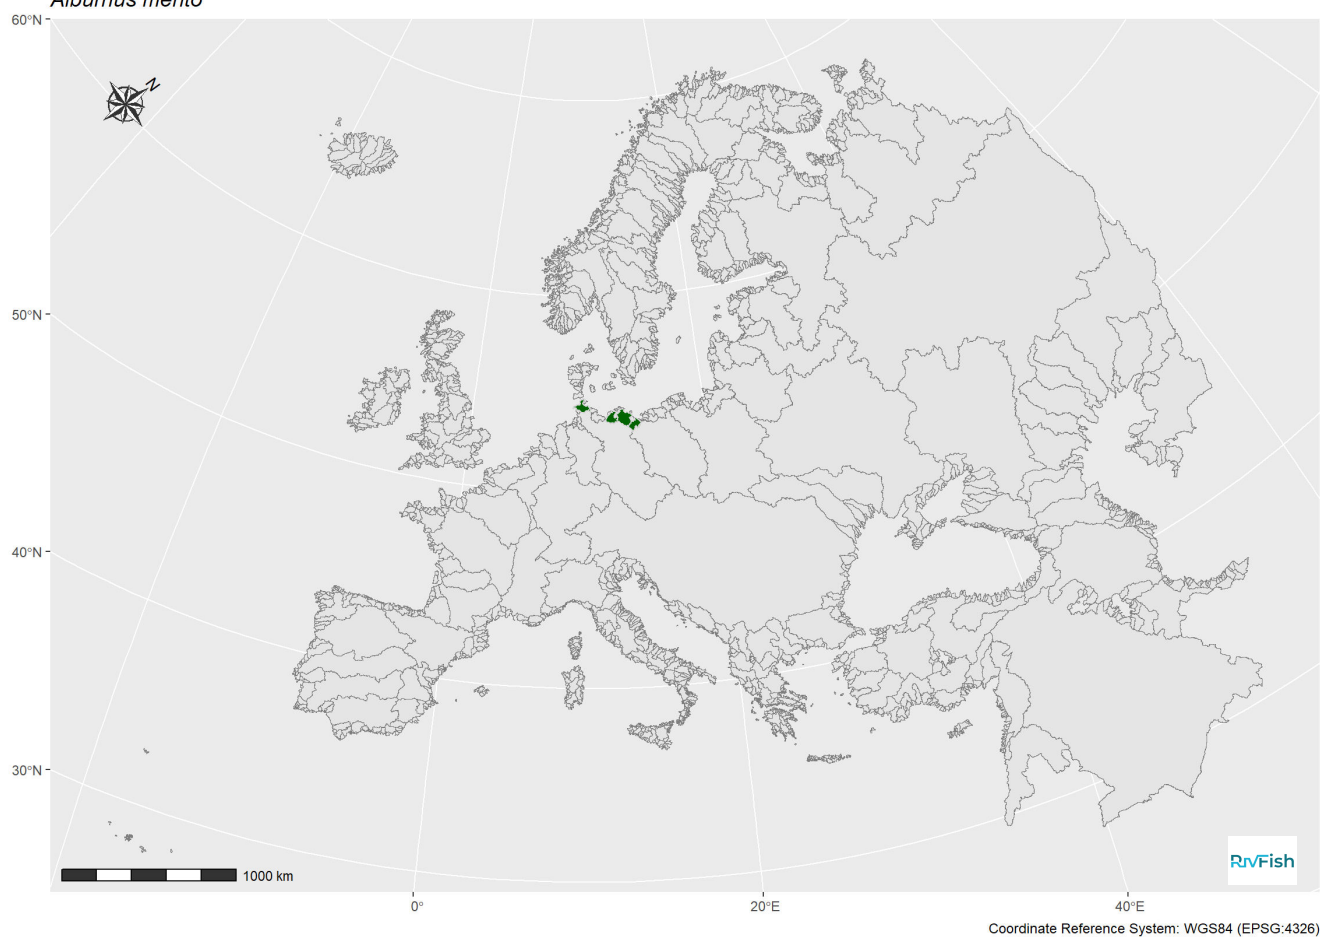 Alburnus mento
60°N
N
50°N
40°N
30°N
1000 km
RivFish
0°
20°E
40°E
Coordinate Reference System: WGS84 (EPSG:4326)